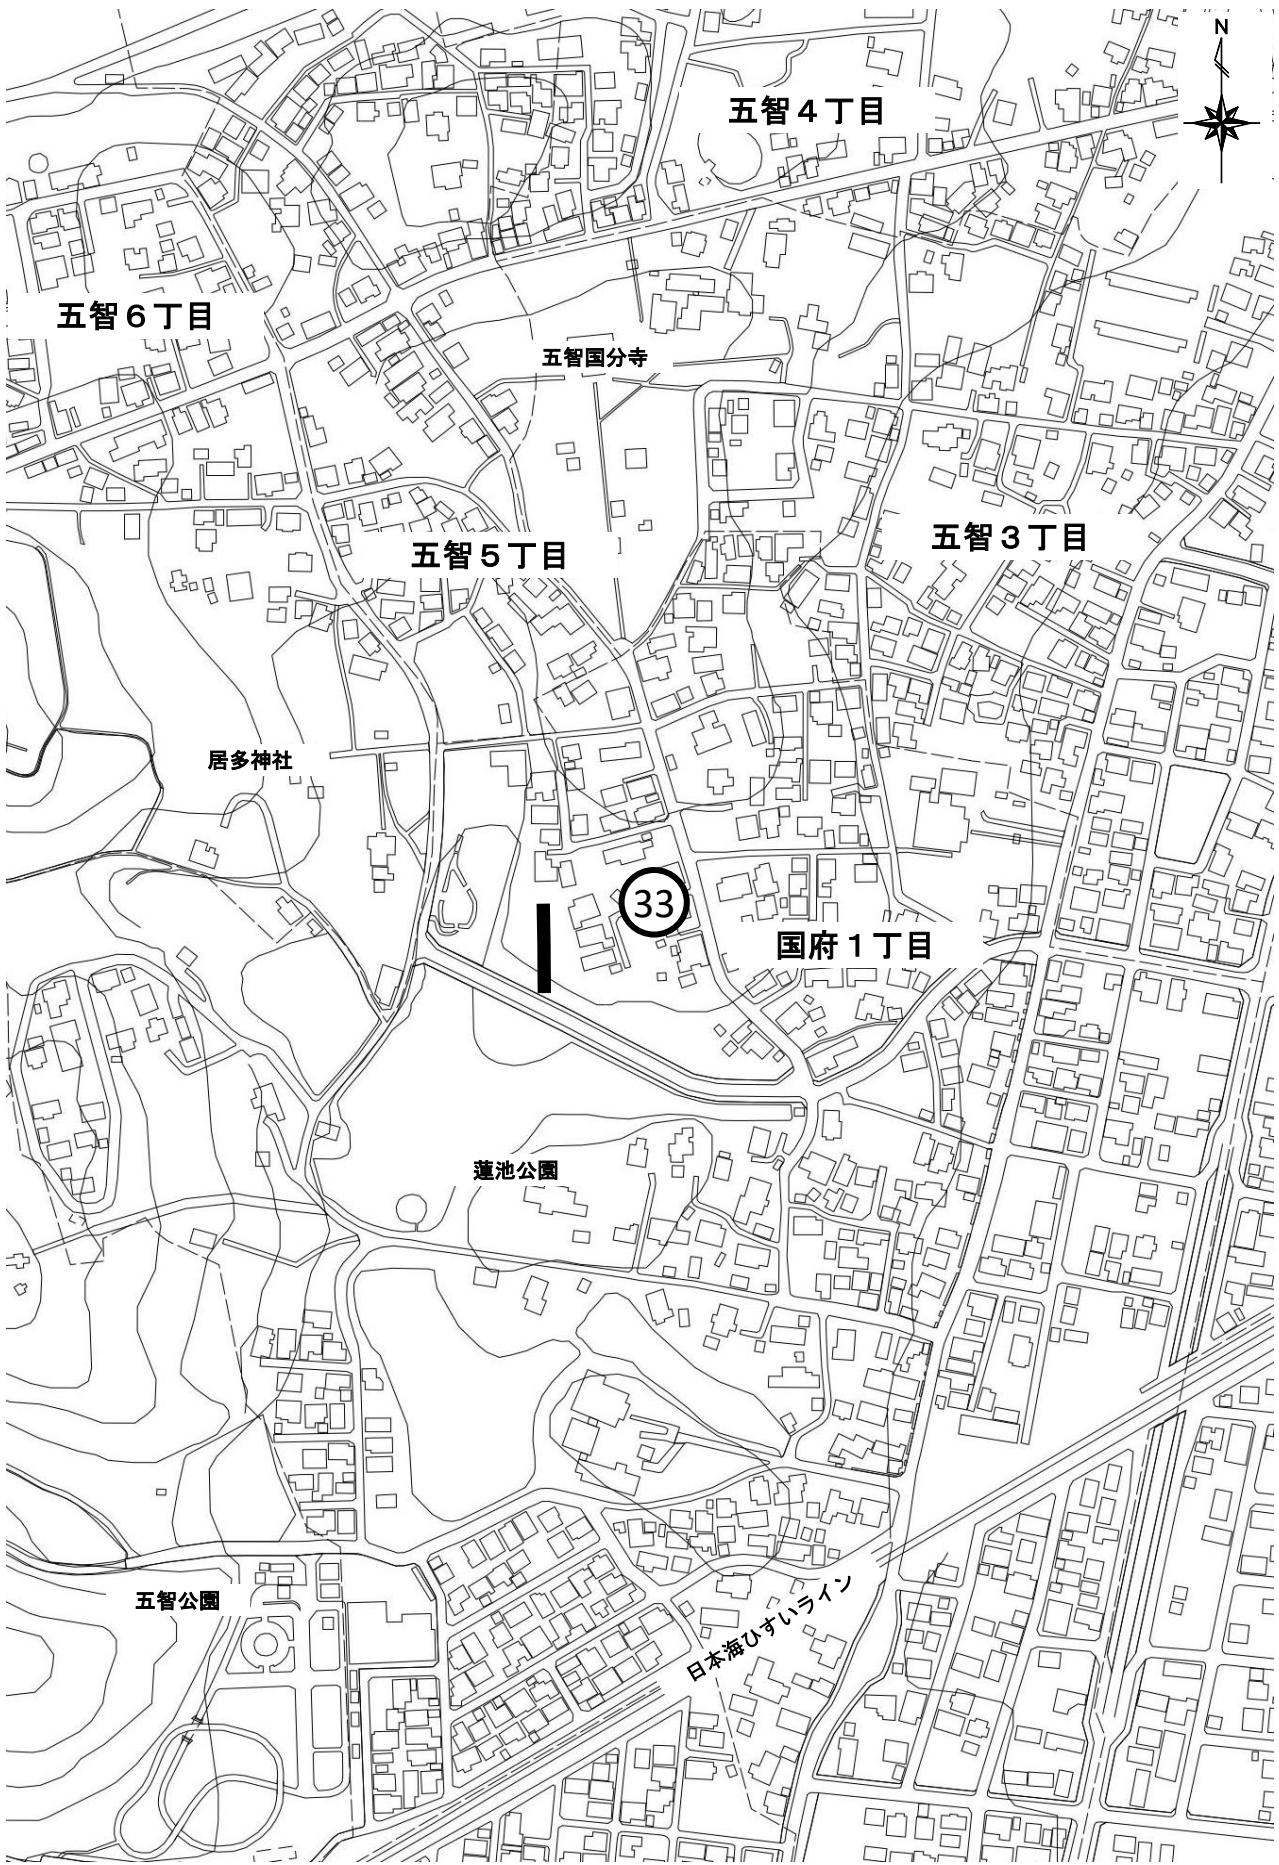 N
五智４丁目
五智６丁目
五智国分寺
五智３丁目
五智５丁目
居多神社
33
国府１丁目
蓮池公園
五智公園
日本海ひすいライン